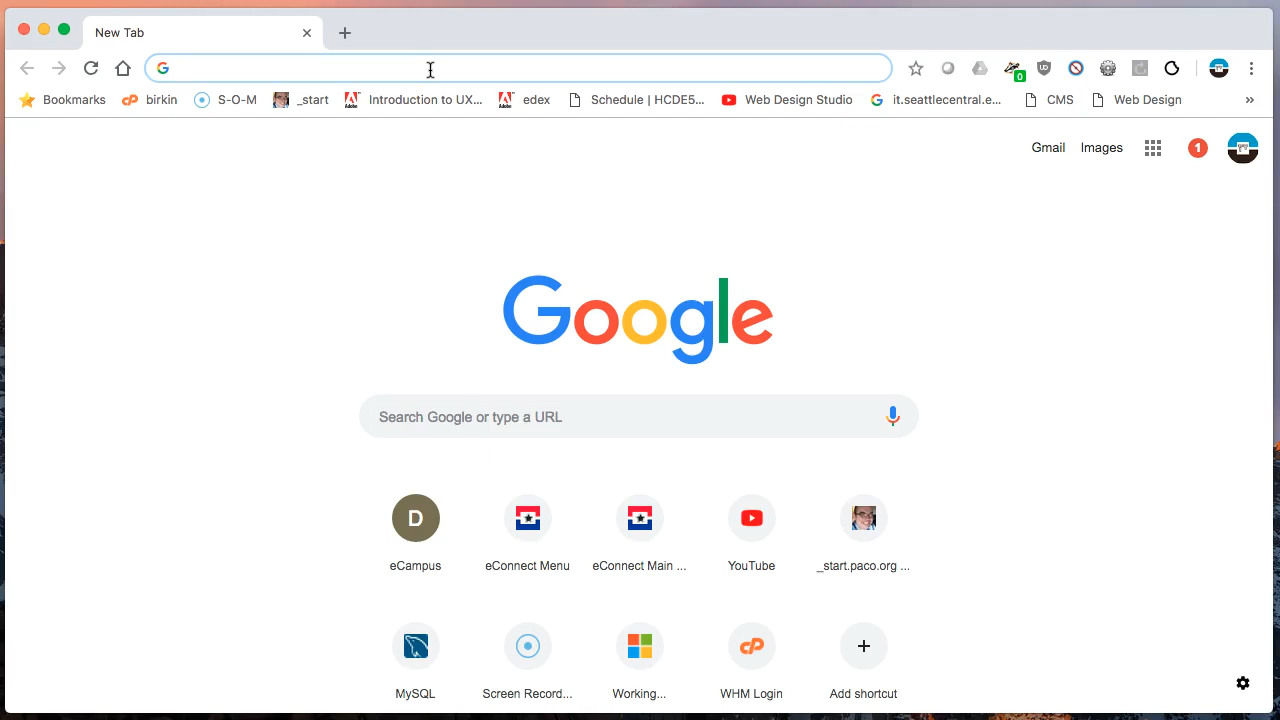 New Tab
Bookmarks birkin S-O-M _start Introduction to UX... edex Schedule | HCDE5... Web Design Studio it.seattlecentral.e... CMS Web Design »
0
Gmail Images 1
Google
Search Google or type a URL
D
eCampus eConnect Menu eConnect Main ... YouTube _start.paco.org ...
MySQL Screen Record... Working... WHM Login Add shortcut